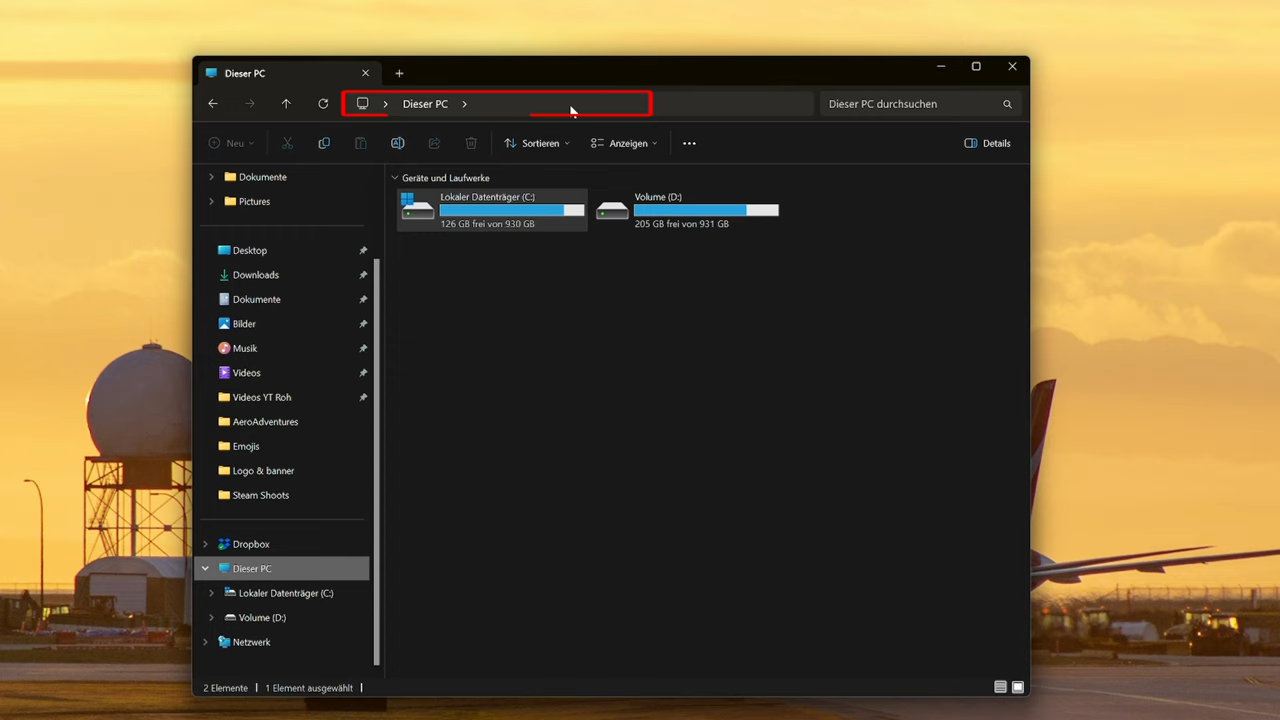 Dieser PC
Dieser PC
Dieser PC durchsuchen
Neu
Sortieren
Anzeigen
Details
Dokumente
Pictures
Desktop
Downloads
Dokumente
Bilder
Musik
Videos
Videos YT Roh
AeroAdventures
Emojis
Logo & banner
Steam Shoots
Dropbox
Dieser PC
Lokaler Datenträger (C:)
Volume (D:)
Netzwerk
Geräte und Laufwerke
Lokaler Datenträger (C:)
126 GB frei von 930 GB
Volume (D:)
205 GB frei von 931 GB
2 Elemente
1 Element ausgewählt